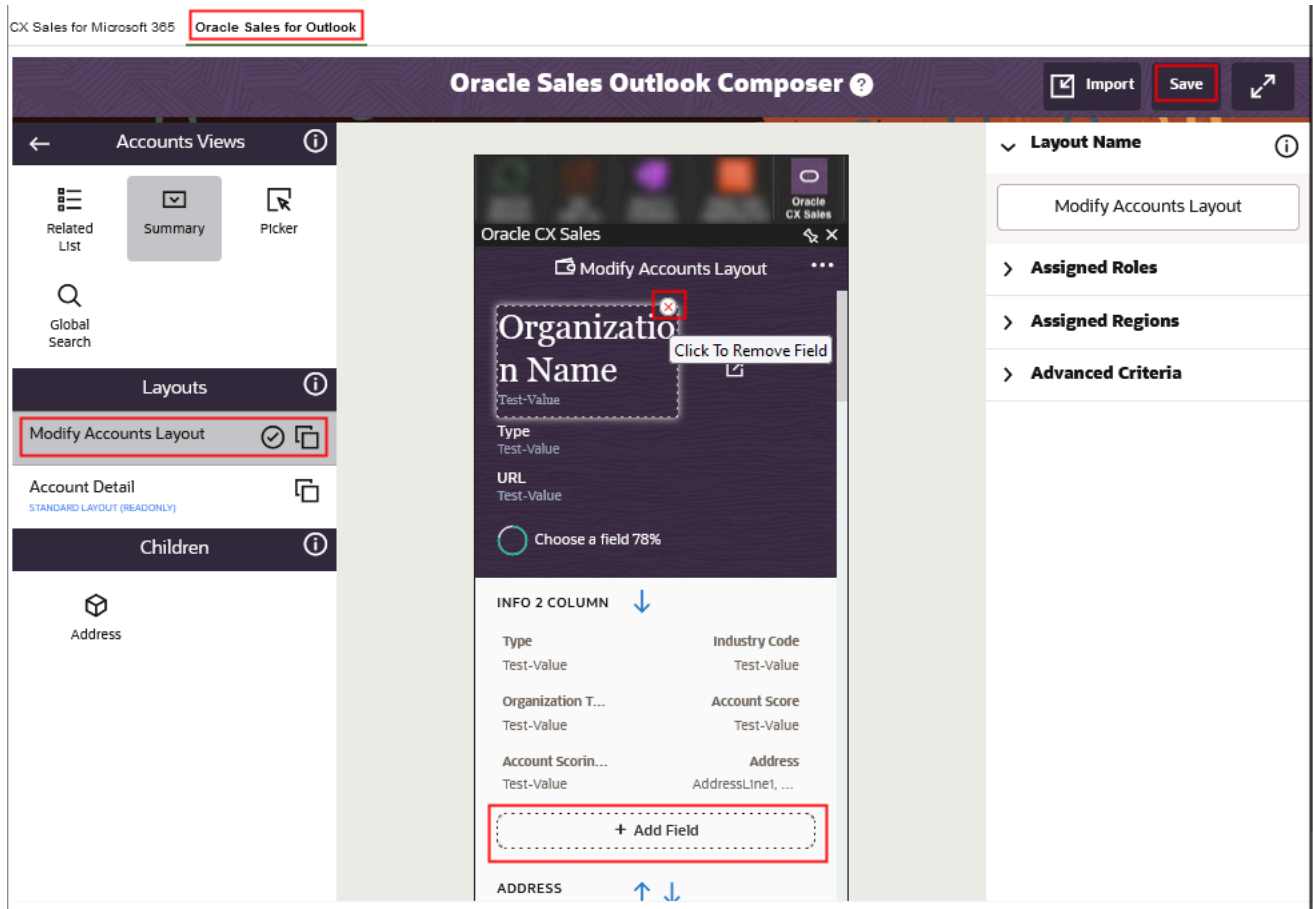 CX Sales for Microsoft 365 Oracle Sales for Outlook
Oracle Sales Outlook Composer ?
Import Save
Accounts Views
Related List
Summary
Picker
Global Search
Layouts
Modify Accounts Layout
Account Detail
STANDARD LAYOUT (READONLY)
Children
Address
Oracle CX Sales
Oracle CX Sales
Modify Accounts Layout
Organizatio
n Name
Click To Remove Field
Test-Value
Type
Test-Value
URL
Test-Value
Choose a field 78%
INFO 2 COLUMN
Type Industry Code
Test-Value Test-Value
Organization T... Account Score
Test-Value Test-Value
Account Scorin... Address
Test-Value AddressLine1, ...
+ Add Field
ADDRESS
Layout Name
Modify Accounts Layout
Assigned Roles
Assigned Regions
Advanced Criteria